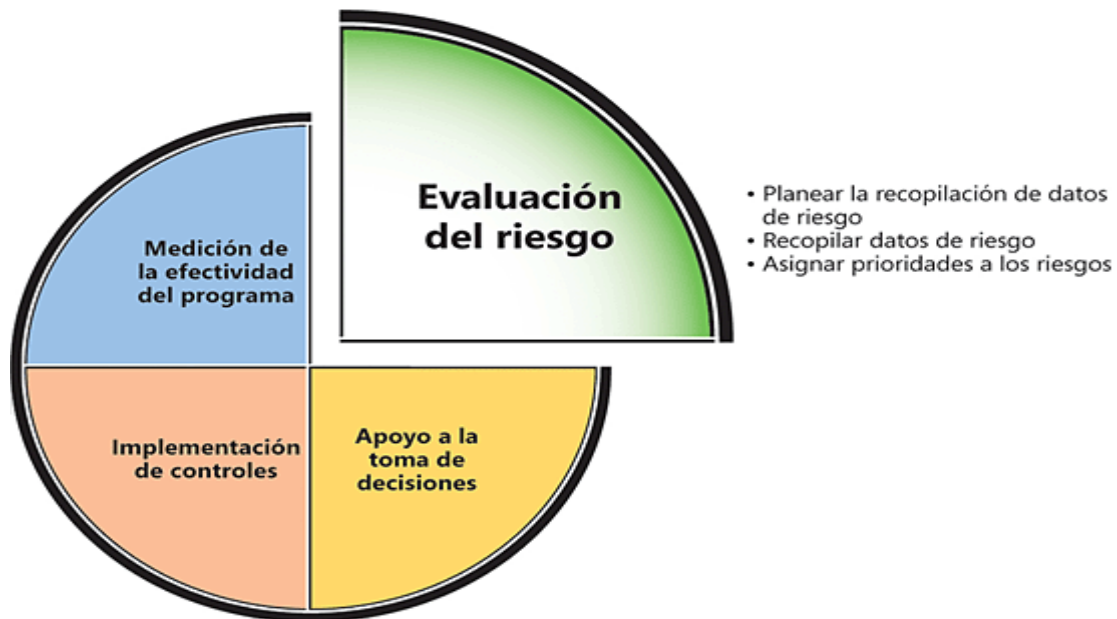 Evaluación
del riesgo
• Planear la recopilación de datos
de riesgo
• Recopilar datos de riesgo
• Asignar prioridades a los riesgos
Medición de
la efectividad
del programa
Implementación
de controles
Apoyo a la
toma de
decisiones